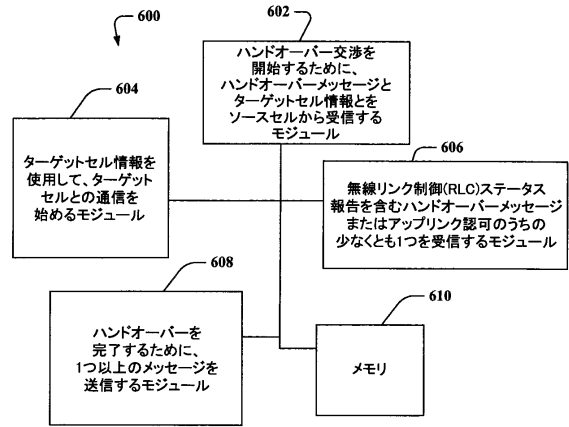 600
602
ハンドオーバー交渉を
開始するために、
ハンドオーバーメッセージと
ターゲットセル情報とを
ソースセルから受信する
モジュール
604
ターゲットセル情報を
使用して、ターゲット
セルとの通信を
始めるモジュール
606
無線リンク制御(RLC)ステータス
報告を含むハンドオーバーメッセージ
またはアップリンク認可のうちの
少なくとも1つを受信するモジュール
608
ハンドオーバーを
完了するために、
1つ以上のメッセージを
送信するモジュール
610
メモリ